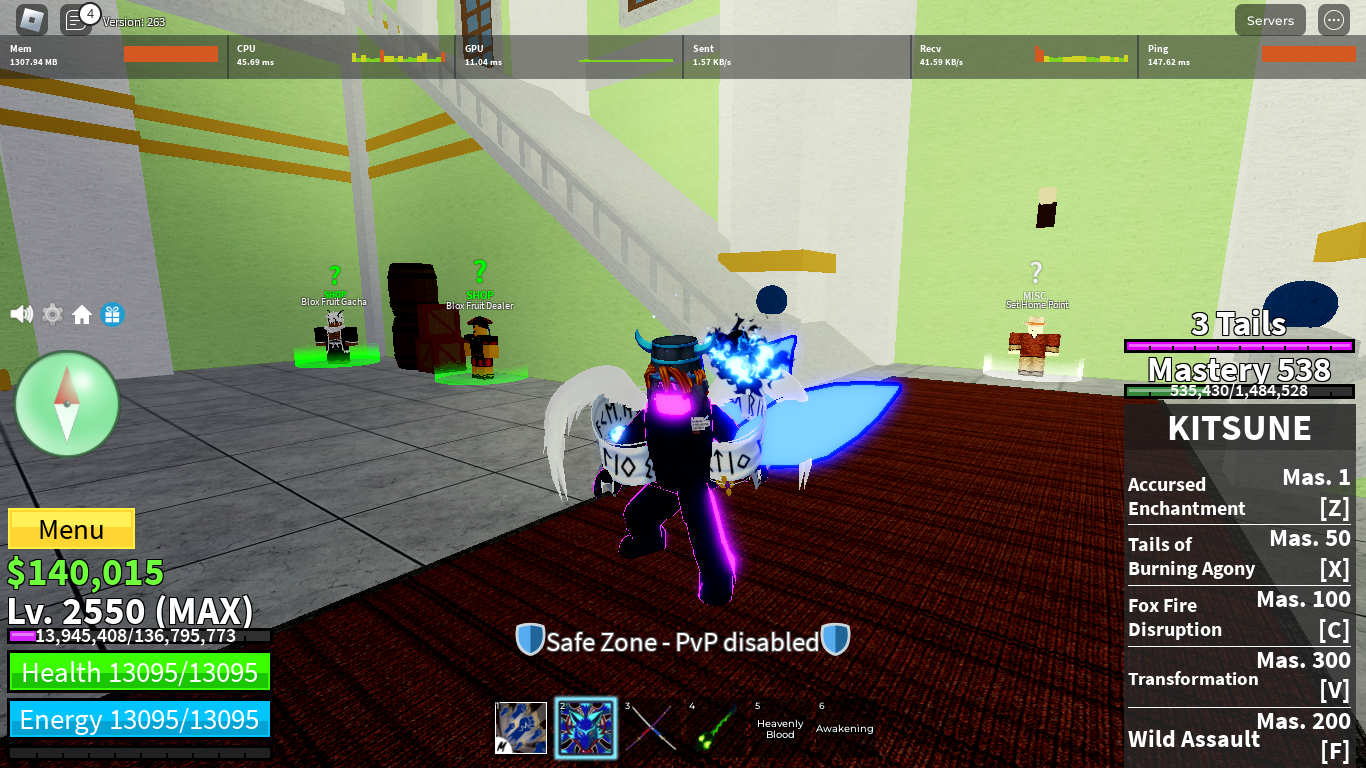 4
Version: 263
Servers
Mem
1307.94 MB
CPU
45.69 ms
GPU
11.04 ms
Sent
1.57 KB/s
Recv
41.59 KB/s
Ping
147.62 ms
?
SHOP
Blox Fruit Gacha
?
SHOP
Blox Fruit Dealer
?
MISC.
Set Home Point
3 Tails
Mastery 538
535,430/1,484,528
KITSUNE
Accursed Enchantment Mas. 1 [Z]
Tails of Burning Agony Mas. 50 [X]
Fox Fire Disruption Mas. 100 [C]
Transformation Mas. 300 [V]
Wild Assault Mas. 200 [F]
Menu
$140,015
Lv. 2550 (MAX)
13,945,408/136,795,773
Health 13095/13095
Energy 13095/13095
Safe Zone - PvP disabled
1
2
3
4
5
Heavenly
Blood
6
Awakening